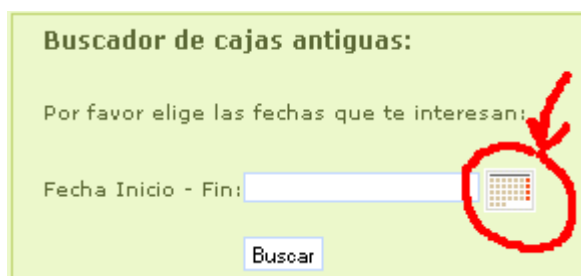 Buscador de cajas antiguas:
Por favor elige las fechas que te interesan:
Fecha Inicio - Fin:
Buscar